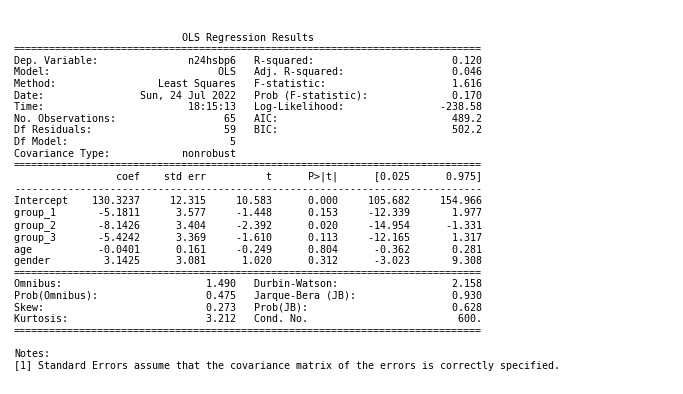 OLS Regression Results
==============================================================================
Dep. Variable: n24hsbp6 R-squared: 0.120
Model: OLS Adj. R-squared: 0.046
Method: Least Squares F-statistic: 1.616
Date: Sun, 24 Jul 2022 Prob (F-statistic): 0.170
Time: 18:15:13 Log-Likelihood: -238.58
No. Observations: 65 AIC: 489.2
Df Residuals: 59 BIC: 502.2
Df Model: 5
Covariance Type: nonrobust
==============================================================================
coef std err t P>|t| [0.025 0.975]
------------------------------------------------------------------------------
Intercept 130.3237 12.315 10.583 0.000 105.682 154.966
group_1 -5.1811 3.577 -1.448 0.153 -12.339 1.977
group_2 -8.1426 3.404 -2.392 0.020 -14.954 -1.331
group_3 -5.4242 3.369 -1.610 0.113 -12.165 1.317
age -0.0401 0.161 -0.249 0.804 -0.362 0.281
gender 3.1425 3.081 1.020 0.312 -3.023 9.308
==============================================================================
Omnibus: 1.490 Durbin-Watson: 2.158
Prob(Omnibus): 0.475 Jarque-Bera (JB): 0.930
Skew: 0.273 Prob(JB): 0.628
Kurtosis: 3.212 Cond. No. 600.
==============================================================================
Notes:
[1] Standard Errors assume that the covariance matrix of the errors is correctly specified.